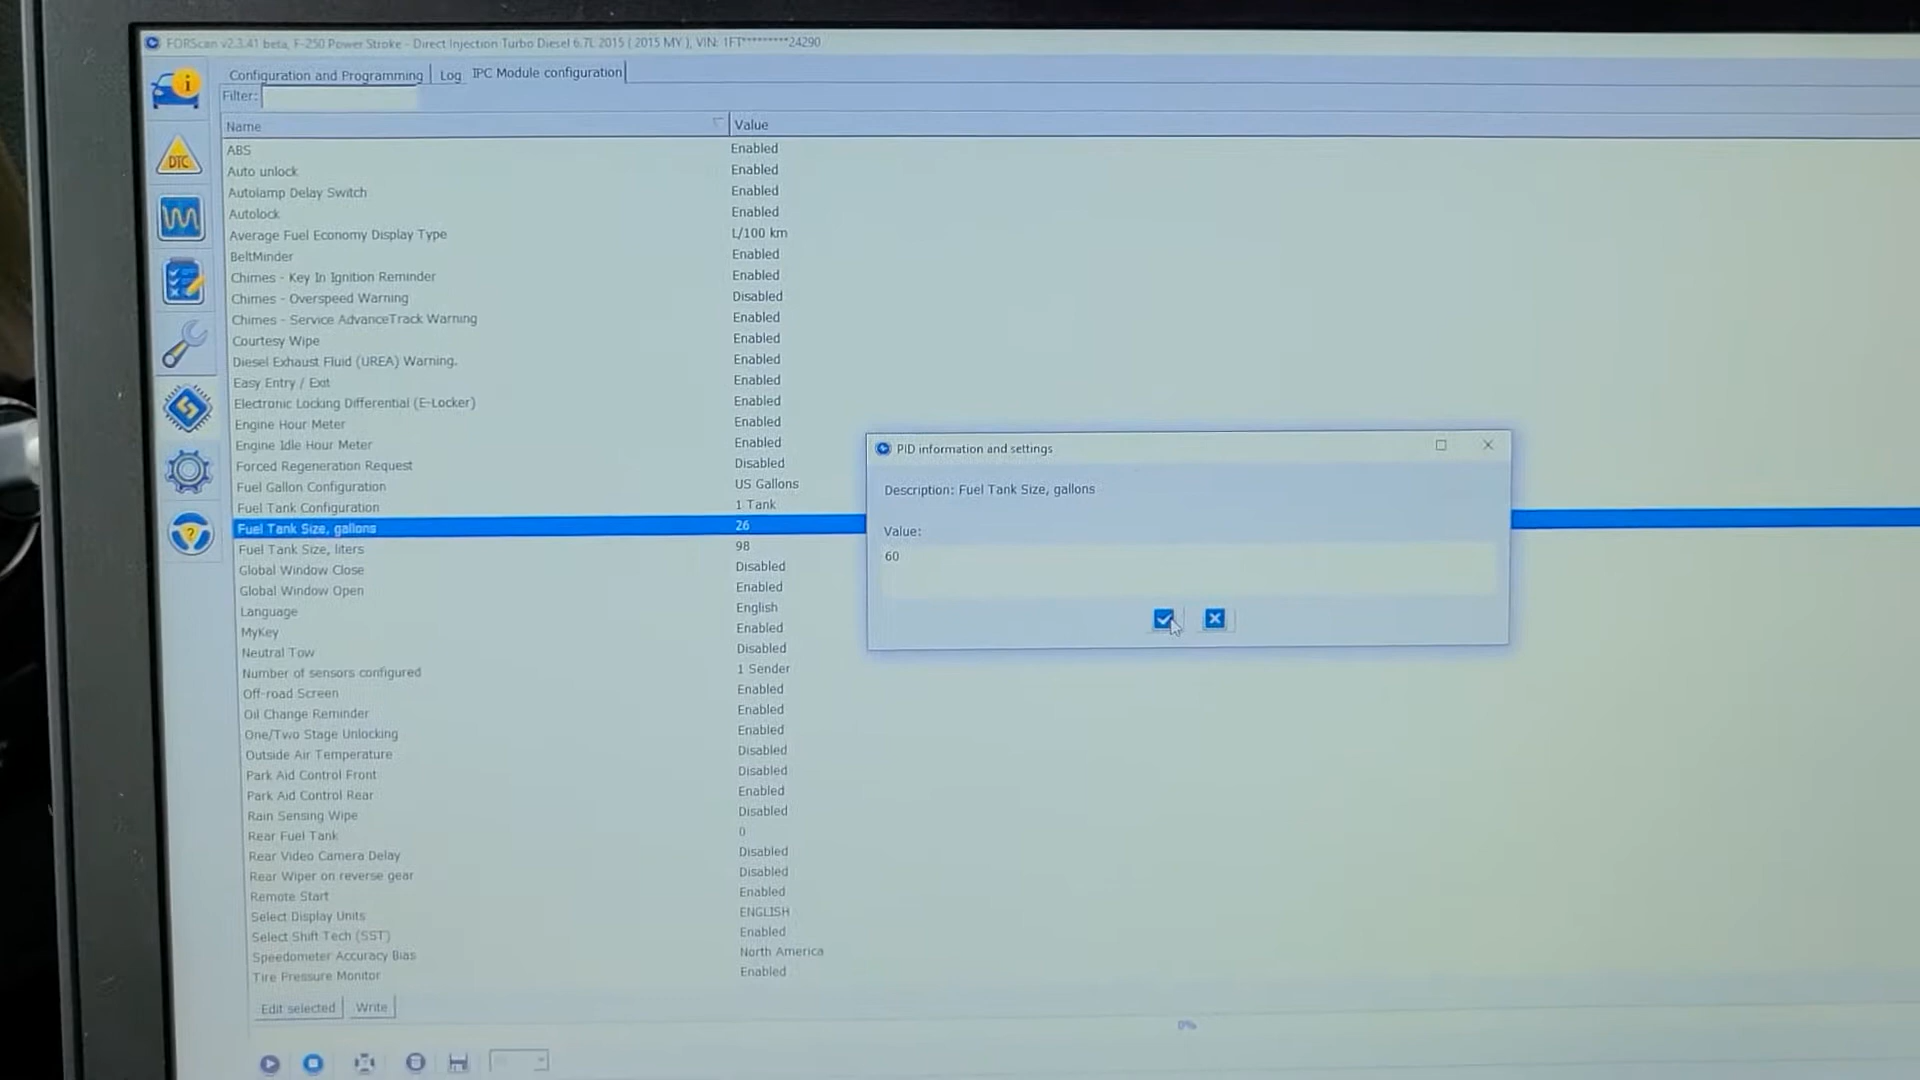 FORScan v2.3.41 beta, F-250 Power Stroke - Direct Injection Turbo Diesel 6.7L 2015 ( 2015 MY ), VIN: 1FT*********24290
Configuration and Programming Log IPC Module configuration
Filter:
Name Value
ABS Enabled
Auto unlock Enabled
Autolamp Delay Switch Enabled
Autolock Enabled
Average Fuel Economy Display Type L/100 km
BeltMinder Enabled
Chimes - Key In Ignition Reminder Enabled
Chimes - Overspeed Warning Disabled
Chimes - Service AdvanceTrack Warning Enabled
Courtesy Wipe Enabled
Diesel Exhaust Fluid (UREA) Warning. Enabled
Easy Entry / Exit Enabled
Electronic Locking Differential (E-Locker) Enabled
Engine Hour Meter Enabled
Engine Idle Hour Meter Enabled
Forced Regeneration Request Disabled
Fuel Gallon Configuration US Gallons
Fuel Tank Configuration 1 Tank
Fuel Tank Size, gallons 26
Fuel Tank Size, liters 98
Global Window Close Disabled
Global Window Open Enabled
Language English
MyKey Enabled
Neutral Tow Disabled
Number of sensors configured 1 Sender
Off-road Screen Enabled
Oil Change Reminder Enabled
One/Two Stage Unlocking Enabled
Outside Air Temperature Disabled
Park Aid Control Front Disabled
Park Aid Control Rear Enabled
Rain Sensing Wipe Disabled
Rear Fuel Tank 0
Rear Video Camera Delay Disabled
Rear Wiper on reverse gear Disabled
Remote Start Enabled
Select Display Units ENGLISH
Select Shift Tech (SST) Enabled
Speedometer Accuracy Bias North America
Tire Pressure Monitor Enabled
Edit selected Write
0%
DTC
PID information and settings
Description: Fuel Tank Size, gallons
Value:
60